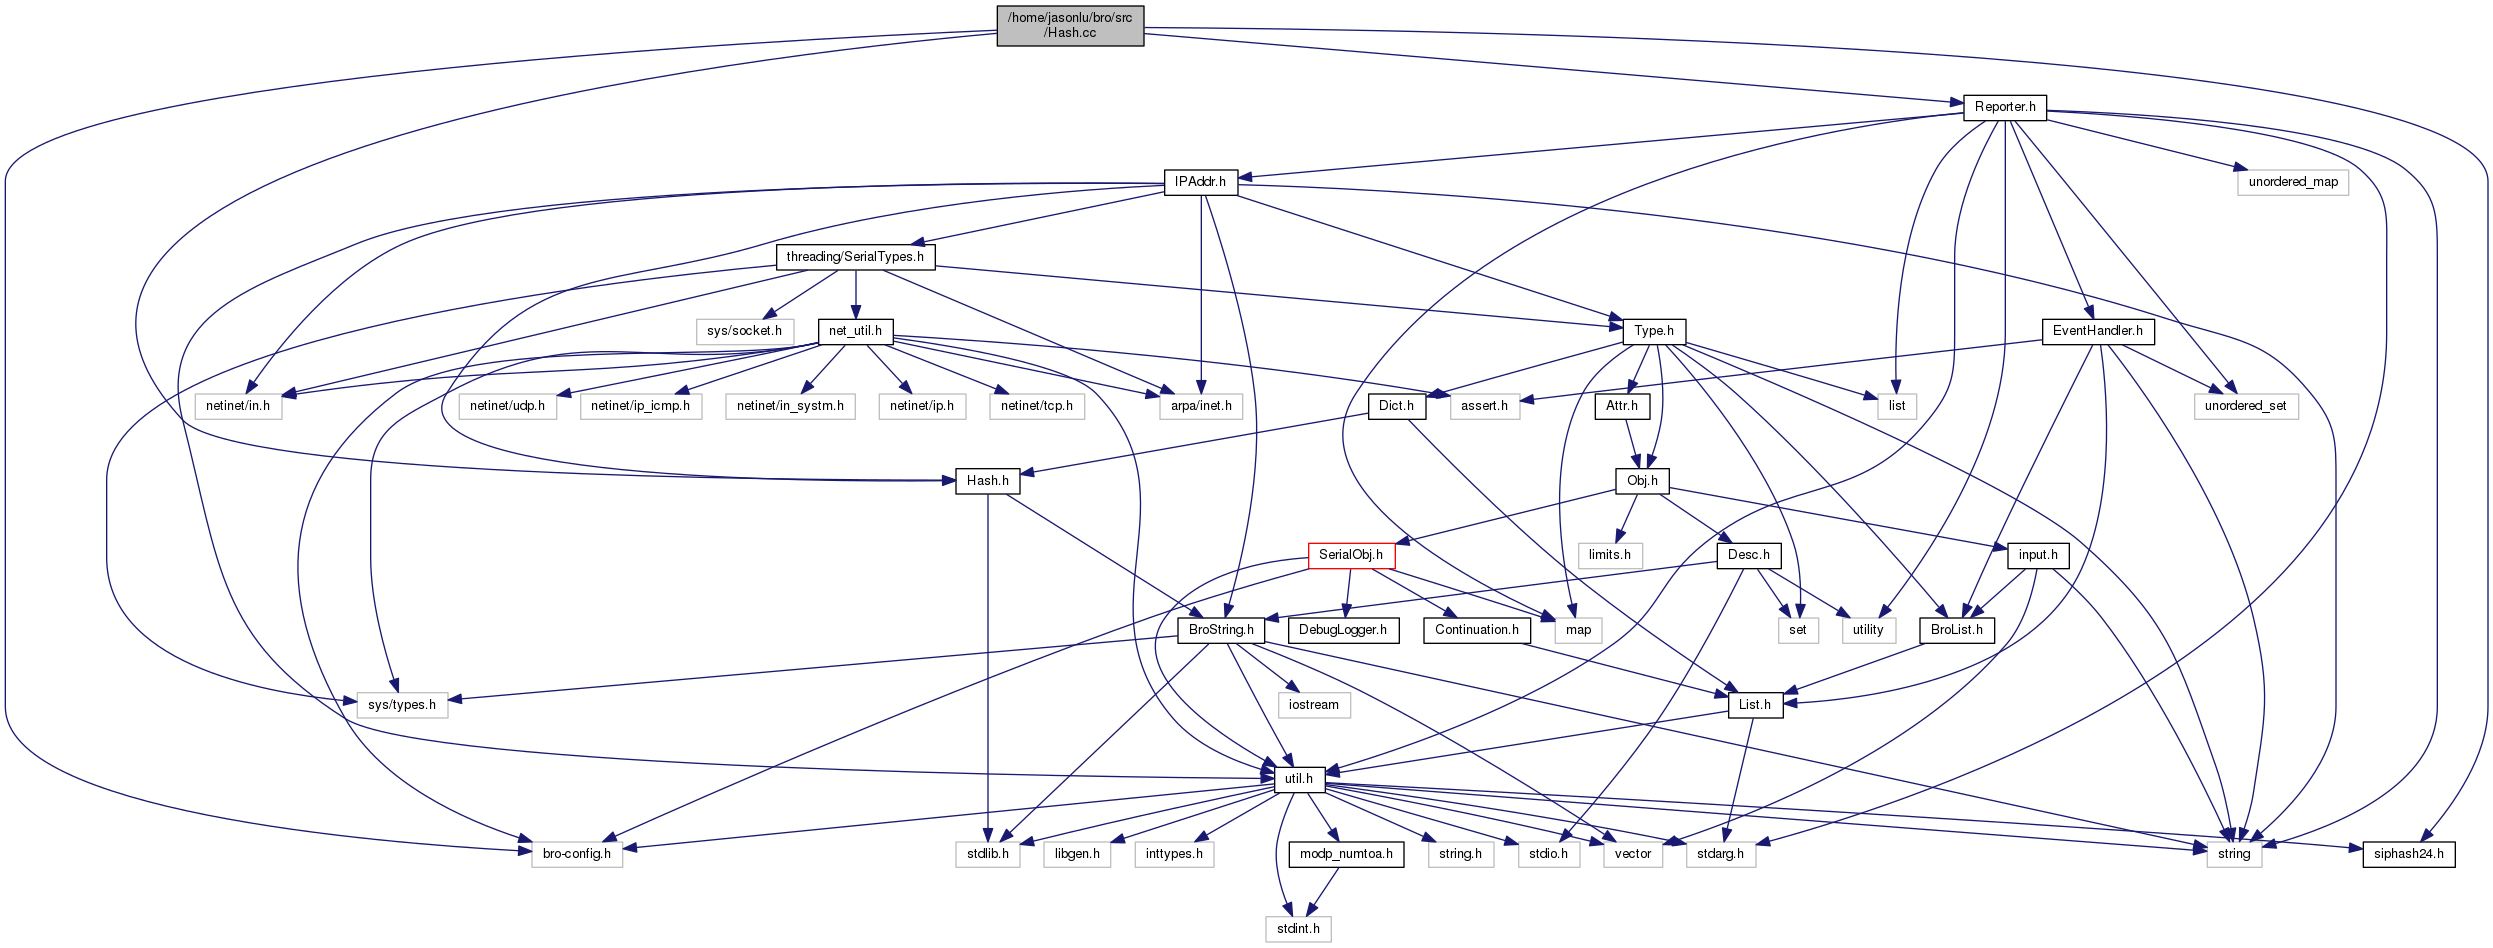 /home/jasonlu/bro/src
/Hash.cc
Reporter.h
IPAddr.h
unordered_map
threading/SerialTypes.h
sys/socket.h
net_util.h
Type.h
EventHandler.h
netinet/in.h
netinet/udp.h
netinet/ip_icmp.h
netinet/in_systm.h
netinet/ip.h
netinet/tcp.h
arpa/inet.h
Dict.h
assert.h
Attr.h
list
unordered_set
Hash.h
Obj.h
SerialObj.h
limits.h
Desc.h
input.h
BroString.h
DebugLogger.h
Continuation.h
map
set
utility
BroList.h
sys/types.h
iostream
List.h
util.h
bro-config.h
stdlib.h
libgen.h
inttypes.h
modp_numtoa.h
string.h
stdio.h
vector
stdarg.h
string
siphash24.h
stdint.h